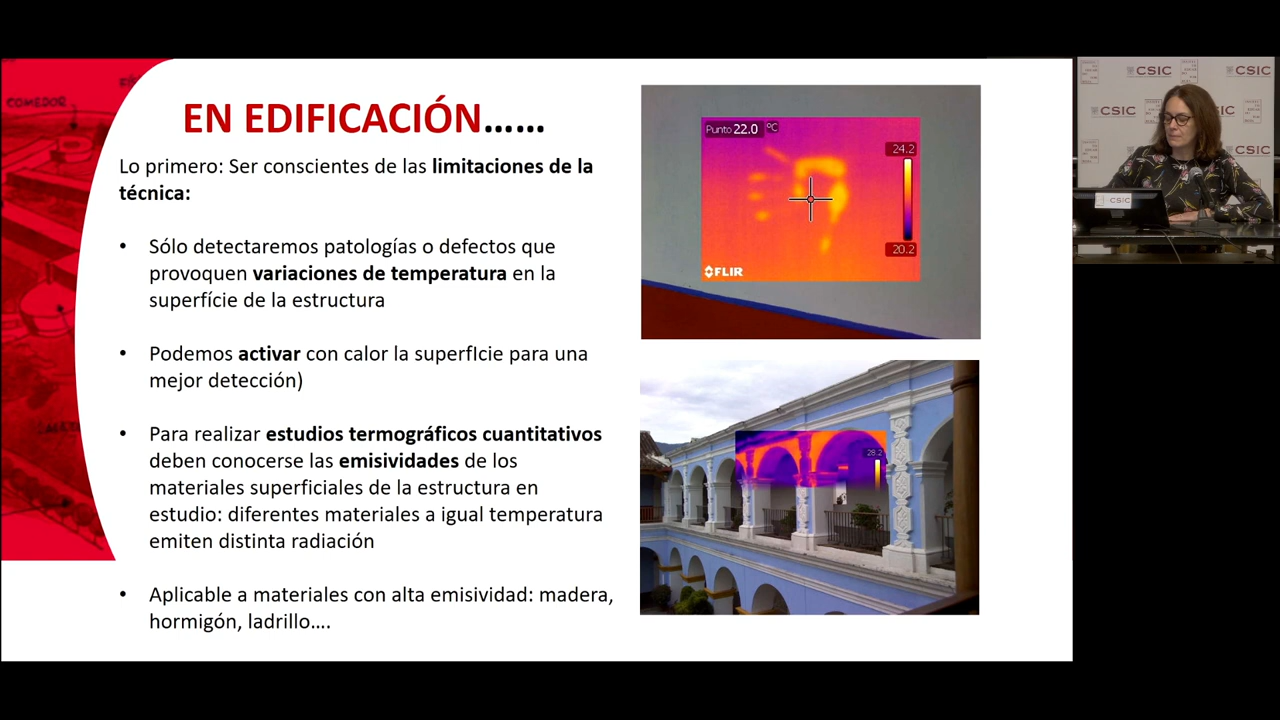 EN EDIFICACIÓN……
Lo primero: Ser conscientes de las limitaciones de la
técnica:
• Sólo detectaremos patologías o defectos que
provoquen variaciones de temperatura en la
superfície de la estructura
• Podemos activar con calor la superfIcie para una
mejor detección)
• Para realizar estudios termográficos cuantitativos
deben conocerse las emisividades de los
materiales superficiales de la estructura en
estudio: diferentes materiales a igual temperatura
emiten distinta radiación
• Aplicable a materiales con alta emisividad: madera,
hormigón, ladrillo….
COMEDOR
Punto 22.0 ºC
24.2
20.2
FLIR
28.2
CSIC
CSIC
CSIC
CSIC
CSIC